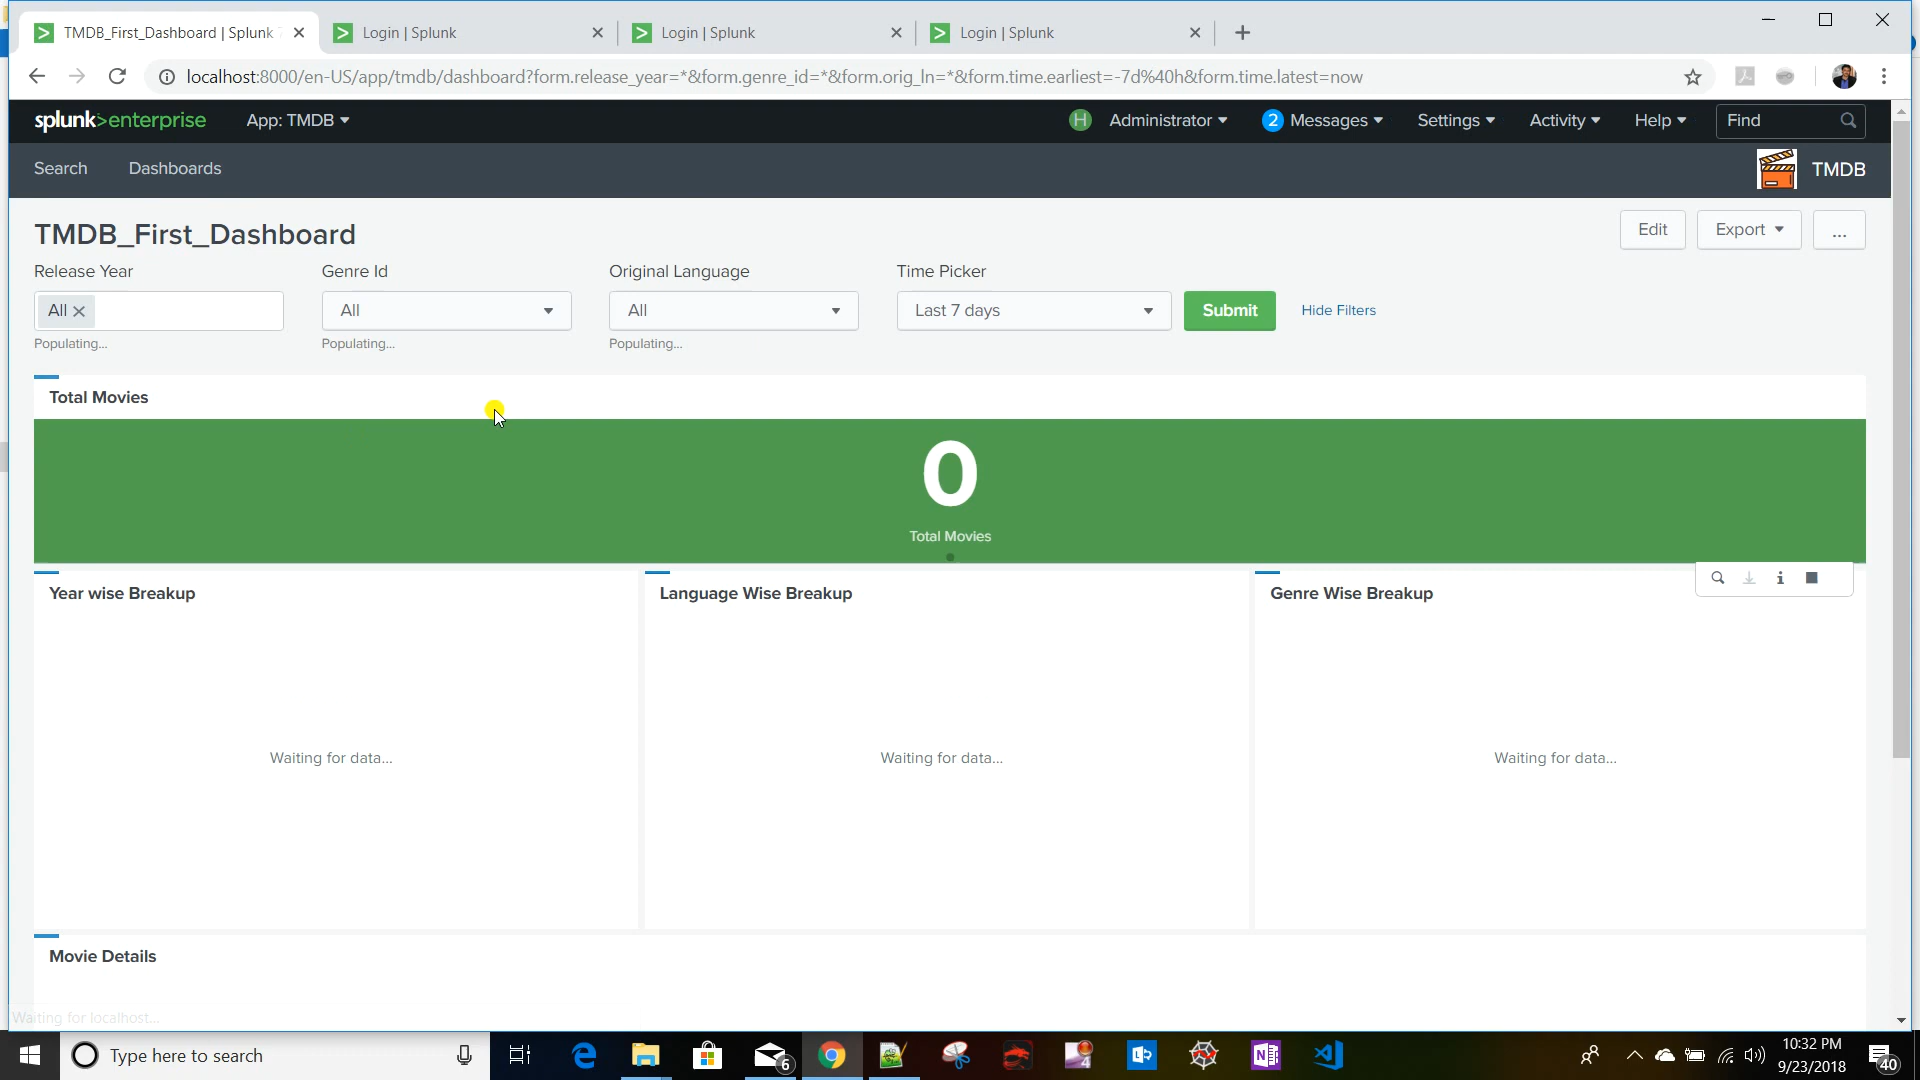 TMDB_First_Dashboard | Splunk 7
Login | Splunk
Login | Splunk
Login | Splunk
localhost:8000/en-US/app/tmdb/dashboard?form.release_year=*&form.genre_id=*&form.orig_ln=*&form.time.earliest=-7d%40h&form.time.latest=now
splunk>enterprise
App: TMDB
H
Administrator
2 Messages
Settings
Activity
Help
Find
Search
Dashboards
TMDB
TMDB_First_Dashboard
Edit
Export
...
Release Year
Genre Id
Original Language
Time Picker
All
All
All
Last 7 days
Submit
Hide Filters
Populating...
Populating...
Populating...
Total Movies
0
Total Movies
Year wise Breakup
Language Wise Breakup
Genre Wise Breakup
Waiting for data...
Waiting for data...
Waiting for data...
Movie Details
Waiting for localhost...
Type here to search
6
4
N
10:32 PM
9/23/2018
40